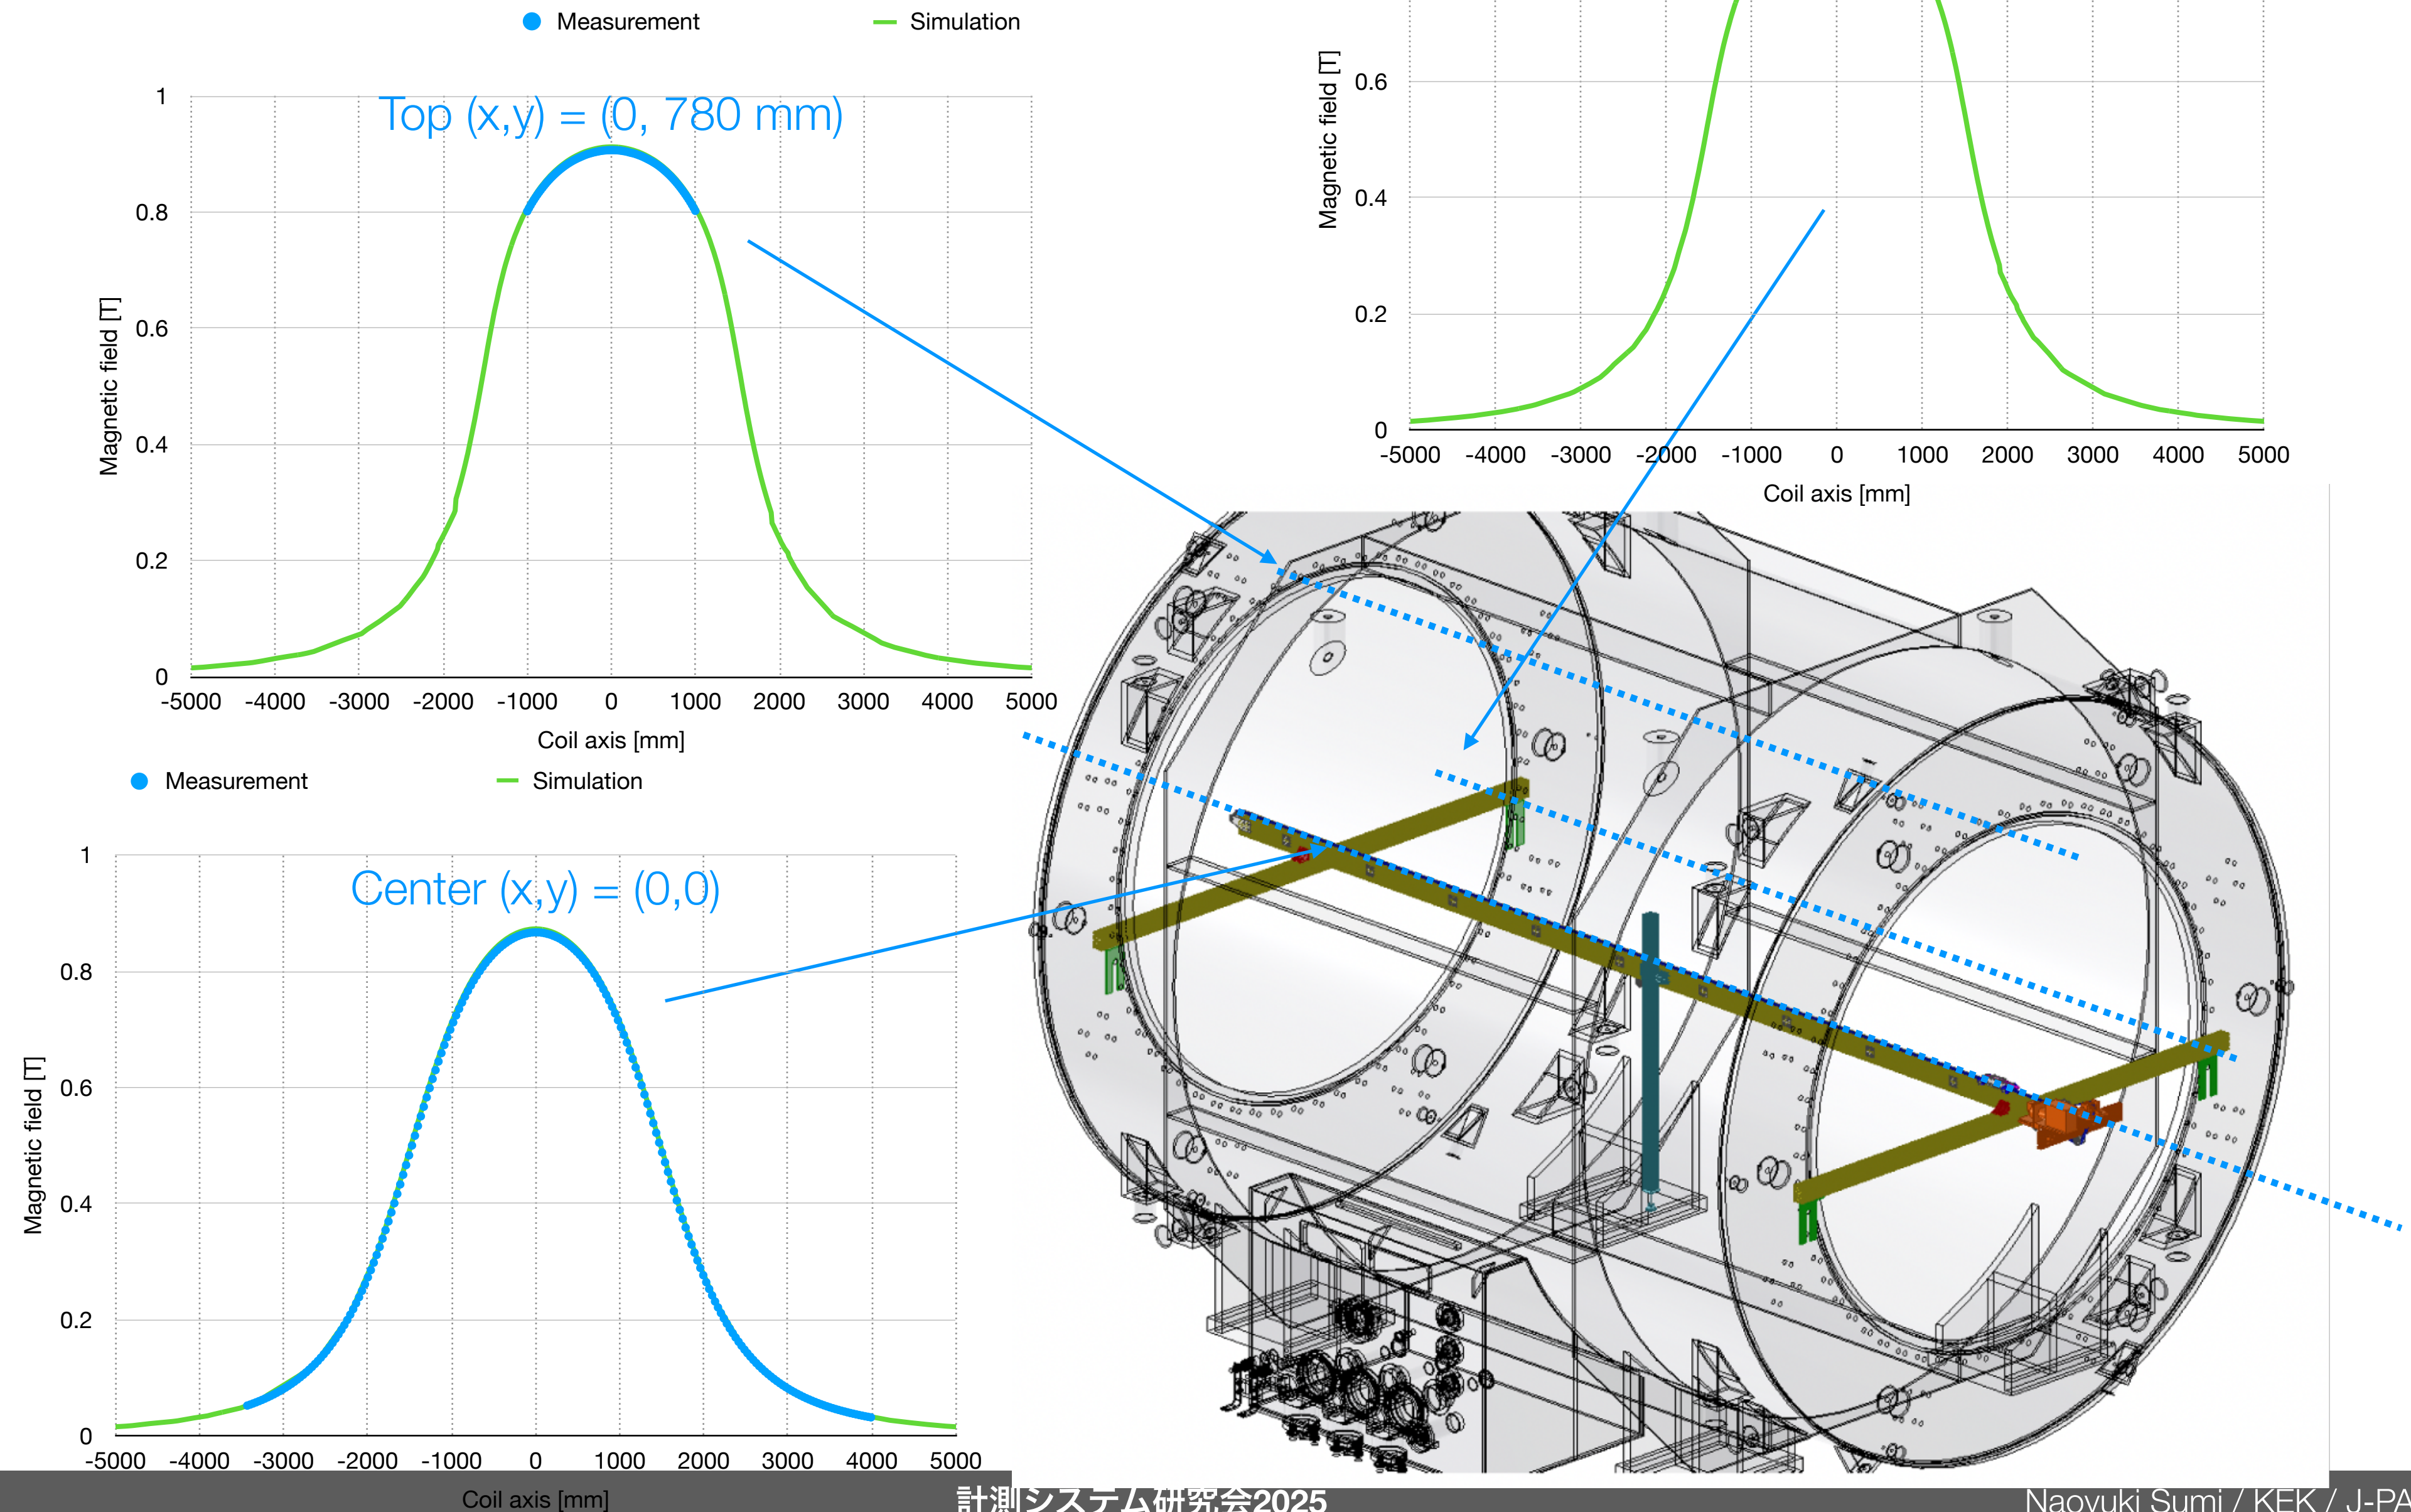 Measurement
Simulation
Top (x,y) = (0, 780 mm)
Magnetic field [T]
1
0.8
0.6
0.4
0.2
0
-5000 -4000 -3000 -2000 -1000 0 1000 2000 3000 4000 5000
Coil axis [mm]
Magnetic field [T]
0.6
0.4
0.2
0
-5000 -4000 -3000 -2000 -1000 0 1000 2000 3000 4000 5000
Coil axis [mm]
Measurement
Simulation
Center (x,y) = (0,0)
Magnetic field [T]
1
0.8
0.6
0.4
0.2
0
-5000 -4000 -3000 -2000 -1000 0 1000 2000 3000 4000 5000
Coil axis [mm]
計測システム研究会2025
Naoyuki Sumi / KEK / J-PA